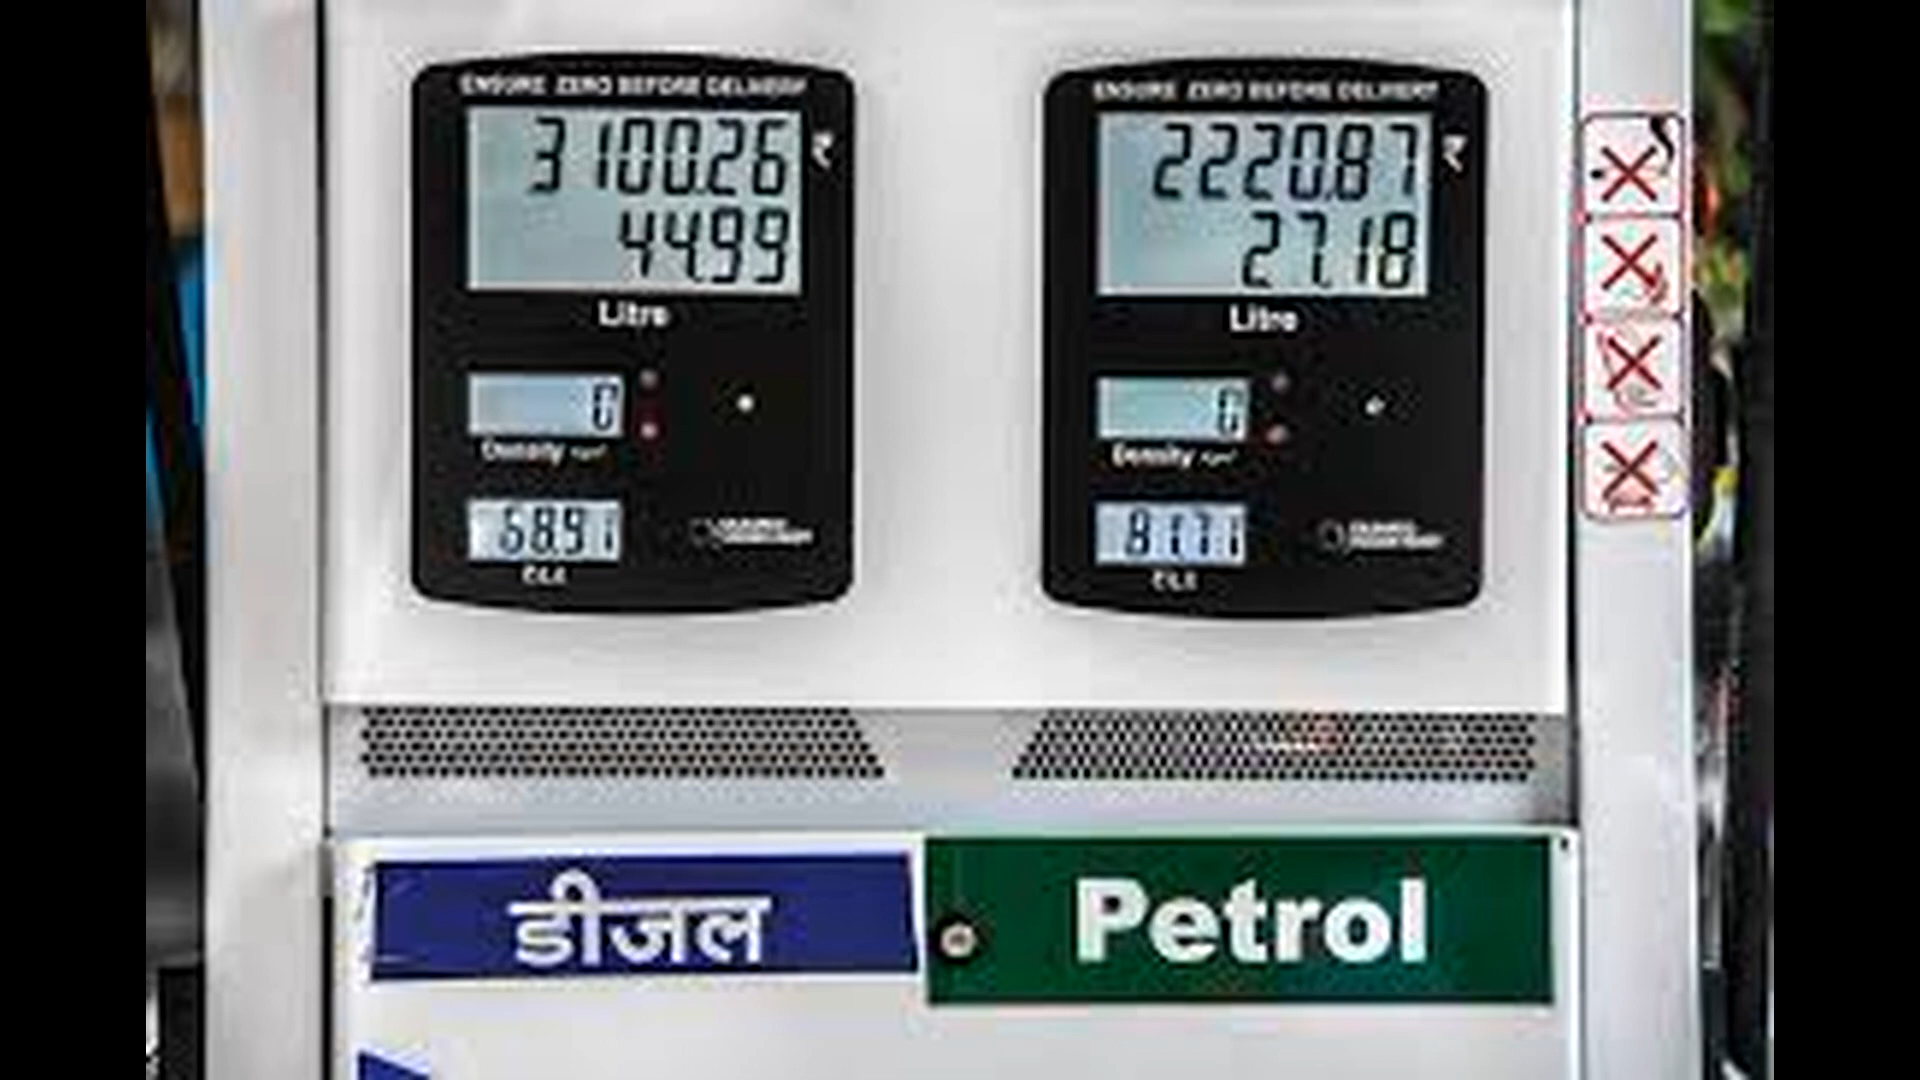 ENSURE ZERO BEFORE DELIVERY
3100.26 ₹
44.99
Litre
0
Density
68.91
ENSURE ZERO BEFORE DELIVERY
2220.87 ₹
27.18
Litre
0
Density
81.71
डीजल
Petrol